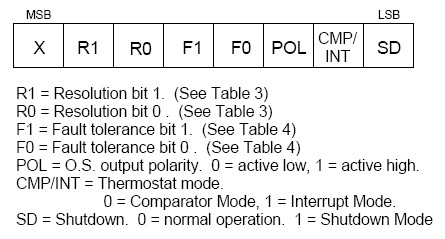 MSB LSB
X R1 R0 F1 F0 POL CMP/ INT SD
R1 = Resolution bit 1. (See Table 3)
R0 = Resolution bit 0 . (See Table 3)
F1 = Fault tolerance bit 1. (See Table 4)
F0 = Fault tolerance bit 0 . (See Table 4)
POL = O.S. output polarity. 0 = active low, 1 = active high.
CMP/INT = Thermostat mode.
0 = Comparator Mode, 1 = Interrupt Mode.
SD = Shutdown. 0 = normal operation. 1 = Shutdown Mode